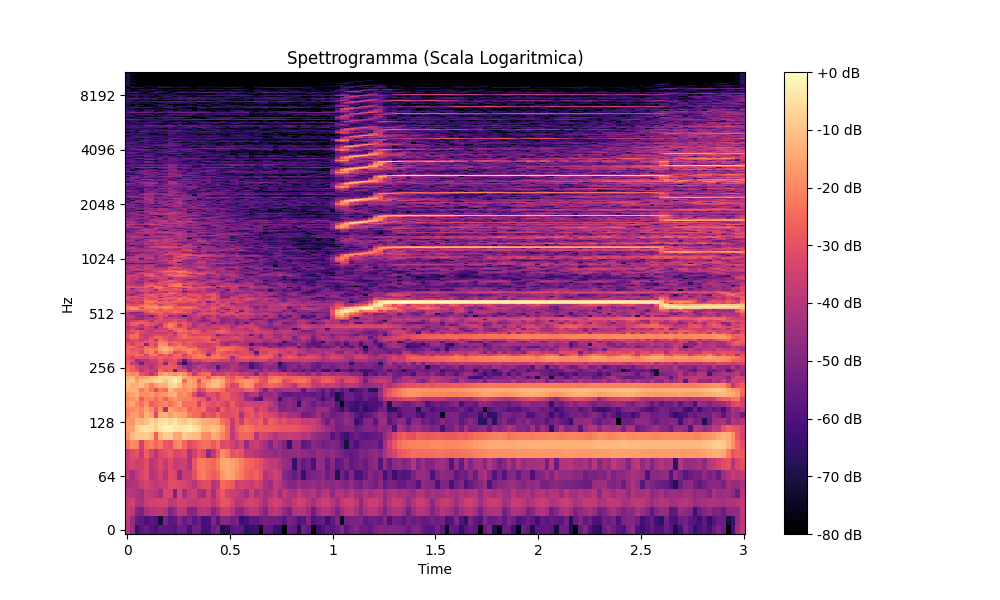 Spettrogramma (Scala Logaritmica)
Hz
8192
4096
2048
1024
512
256
128
64
0
0
0.5
1
1.5
2
2.5
3
Time
+0 dB
-10 dB
-20 dB
-30 dB
-40 dB
-50 dB
-60 dB
-70 dB
-80 dB